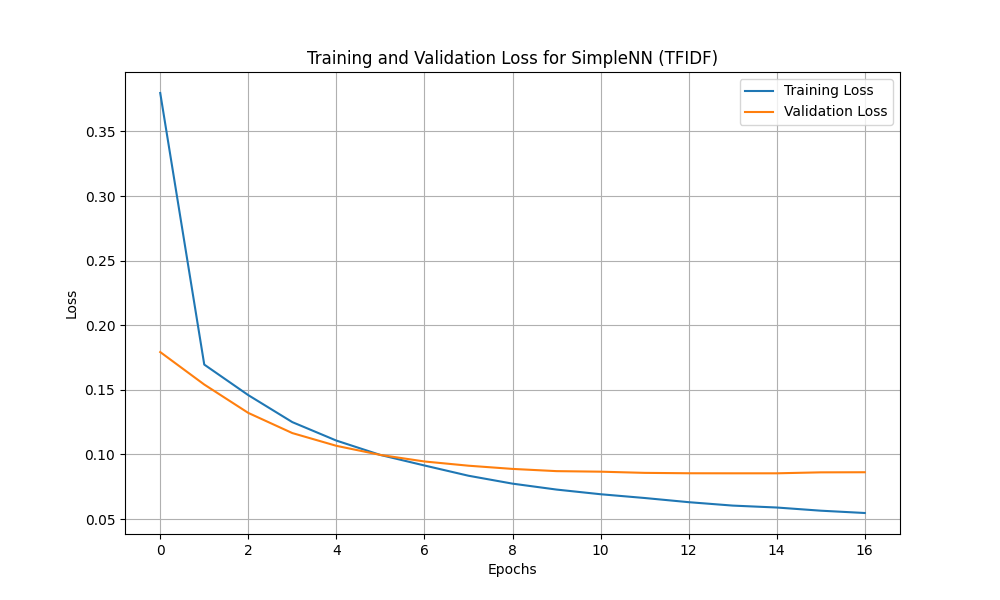 Training and Validation Loss for SimpleNN (TFIDF)
Training Loss
Validation Loss
0.35
0.30
0.25
0.20
0.15
0.10
0.05
Loss
0 2 4 6 8 10 12 14 16
Epochs